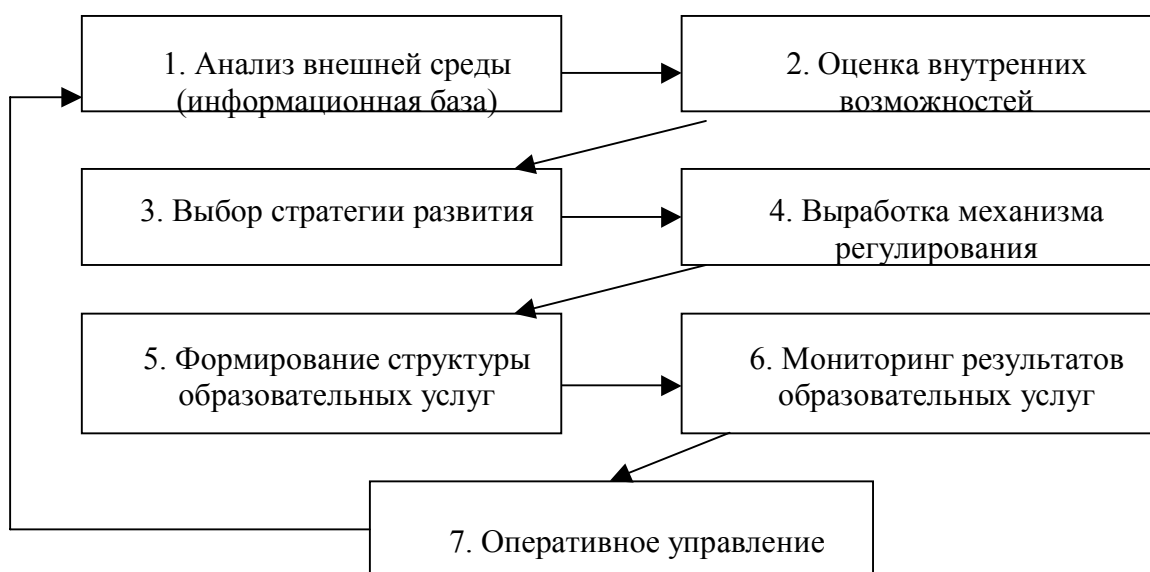 1. Анализ внешней среды
(информационная база)
2. Оценка внутренних
возможностей
3. Выбор стратегии развития
4. Выработка механизма
регулирования
5. Формирование структуры
образовательных услуг
6. Мониторинг результатов
образовательных услуг
7. Оперативное управление